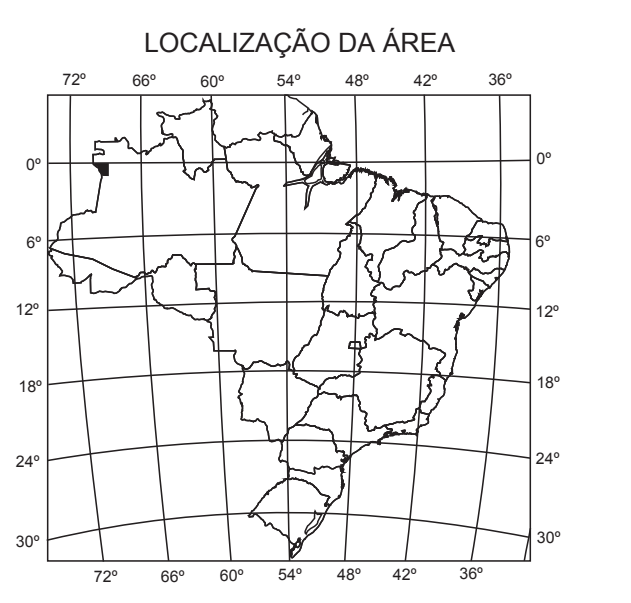 LOCALIZAÇÃO DA ÁREA
72º 66º 60º 54º 48º 42º 36º
0º 0º
6º 6º
12º 12º
18º 18º
24º 24º
30º 30º
72º 66º 60º 54º 48º 42º 36º